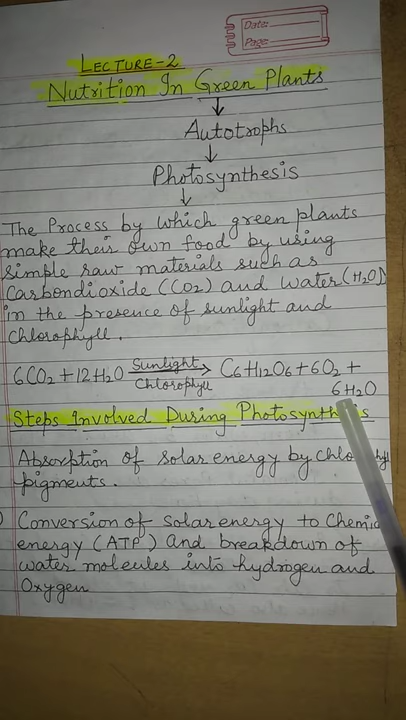 Date:
Page:
LECTURE-2
Nutrition In Green Plants
↓
Autotrophs
↓
Photosynthesis
↓
The Process by which green plants
make their own food by using
simple raw materials such as
Carbondioxide (CO2) and Water (H2O)
in the presence of sunlight and
Chlorophyll.
6CO2 + 12H2O Sunlight→ C6H12O6 + 6O2 +
Chlorophyll 6H2O
Steps Involved During Photosynthesis
Absorption of solar energy by
pigments.
Conversion of solar energy to
energy (ATP) and breakdown of
water molecules into hydrogen and
Oxygen